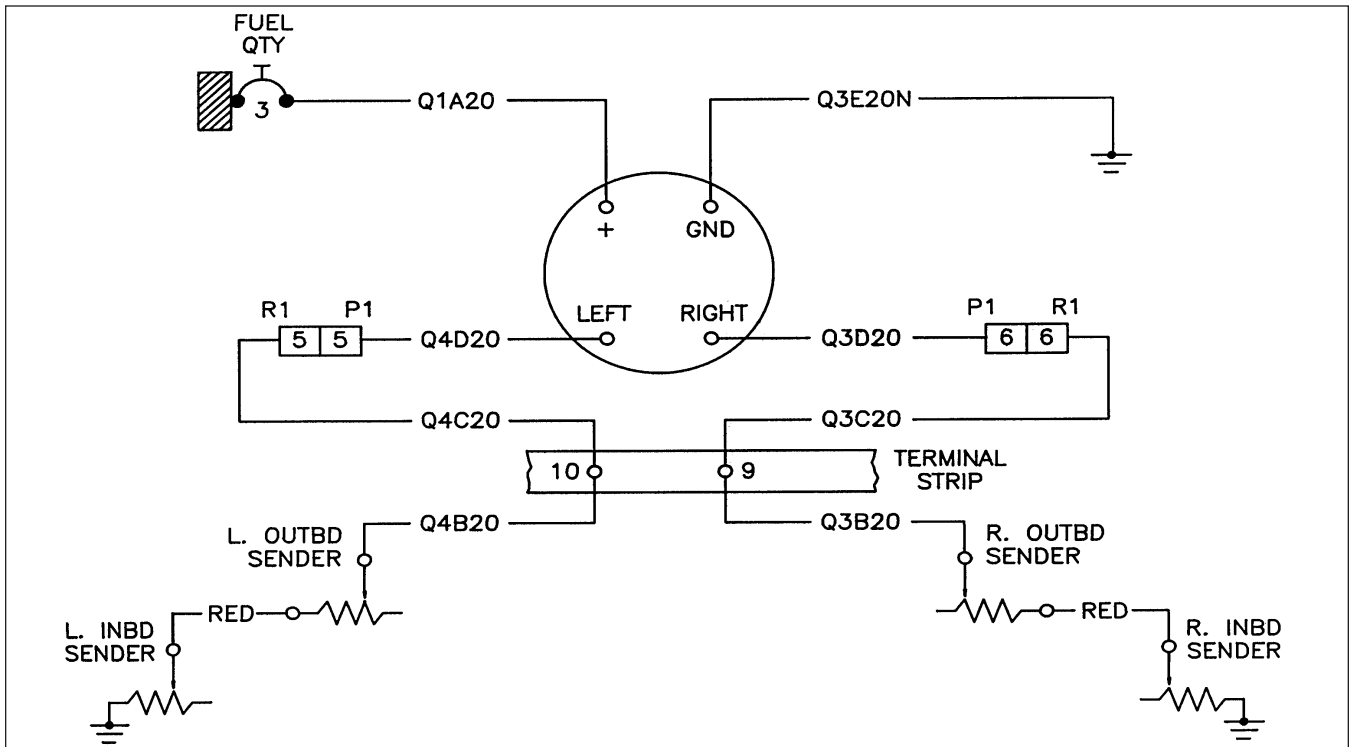 FUEL
QTY
3
Q1A20
Q3E20N
+
GND
LEFT
RIGHT
R1
P1
5
5
Q4D20
Q3D20
P1
R1
6
6
Q4C20
Q3C20
10
9
TERMINAL
STRIP
Q4B20
Q3B20
L. OUTBD
SENDER
R. OUTBD
SENDER
RED
RED
L. INBD
SENDER
R. INBD
SENDER